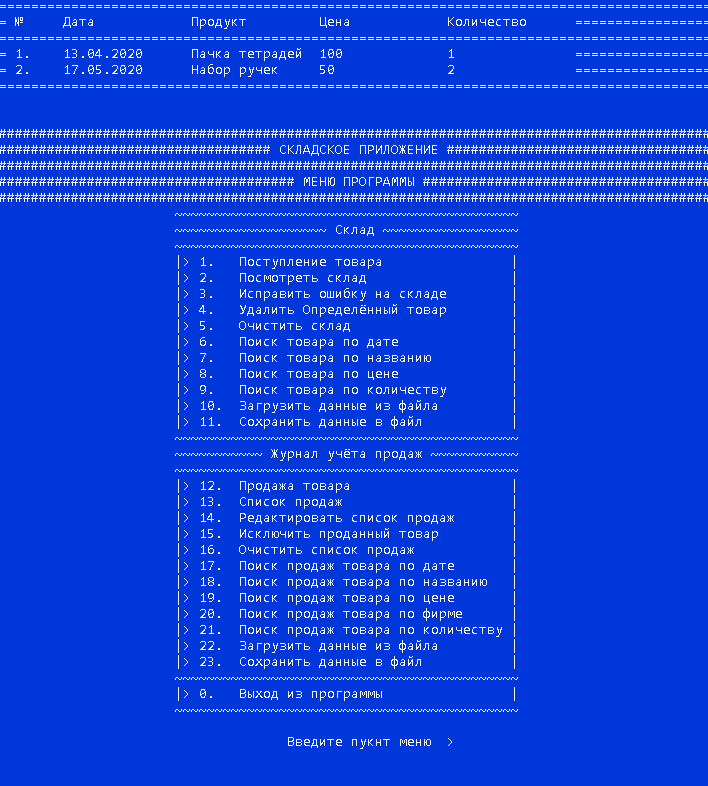 ================================================================================
= №    Дата            Продукт         Цена            Количество      =================
================================================================================
= 1.    13.04.2020      Пачка тетрадей  100             1               =================
= 2.    17.05.2020      Набор ручек     50              2               =================
================================================================================
################################################################################
################################## СКЛАДСКОЕ ПРИЛОЖЕНИЕ #################################
################################################################################
##################################### МЕНЮ ПРОГРАММЫ ####################################
################################################################################
~~~~~~~~~~~~~~~~~~~~~~~~~~~~~~~~~~~~~~~~~~~
~~~~~~~~~~~~~~~~~~~ Склад ~~~~~~~~~~~~~~~~~
~~~~~~~~~~~~~~~~~~~~~~~~~~~~~~~~~~~~~~~~~~~
|> 1.   Поступление товара                |
|> 2.   Посмотреть склад                  |
|> 3.   Исправить ошибку на складе        |
|> 4.   Удалить Определённый товар        |
|> 5.   Очистить склад                    |
|> 6.   Поиск товара по дате              |
|> 7.   Поиск товара по названию          |
|> 8.   Поиск товара по цене              |
|> 9.   Поиск товара по количеству        |
|> 10.  Загрузить данные из файла         |
|> 11.  Сохранить данные в файл           |
~~~~~~~~~~~~~~~~~~~~~~~~~~~~~~~~~~~~~~~~~~~
~~~~~~~~~~~ Журнал учёта продаж ~~~~~~~~~~~
~~~~~~~~~~~~~~~~~~~~~~~~~~~~~~~~~~~~~~~~~~~
|> 12.  Продажа товара                    |
|> 13.  Список продаж                     |
|> 14.  Редактировать список продаж       |
|> 15.  Исключить проданный товар         |
|> 16.  Очистить список продаж            |
|> 17.  Поиск продаж товара по дате       |
|> 18.  Поиск продаж товара по названию   |
|> 19.  Поиск продаж товара по цене       |
|> 20.  Поиск продаж товара по фирме      |
|> 21.  Поиск продаж товара по количеству |
|> 22.  Загрузить данные из файла         |
|> 23.  Сохранить данные в файл           |
~~~~~~~~~~~~~~~~~~~~~~~~~~~~~~~~~~~~~~~~~~~
|> 0.   Выход из программы                |
~~~~~~~~~~~~~~~~~~~~~~~~~~~~~~~~~~~~~~~~~~~
Введите пукнт меню  >